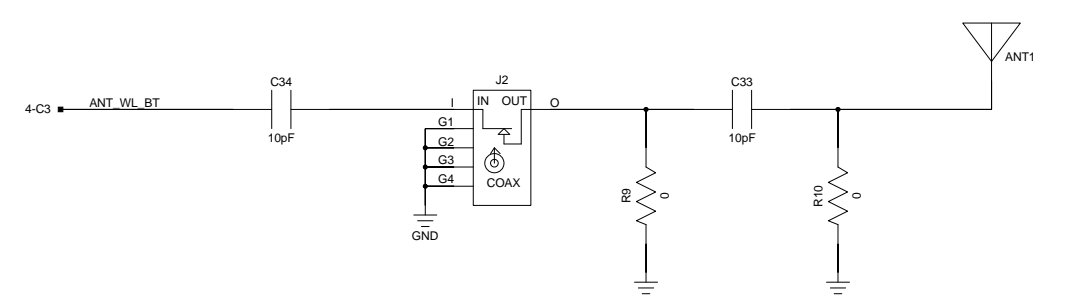 ANT1
C34
J2
C33
4-C3
ANT_WL_BT
I
IN OUT
O
10pF
10pF
G1
G2
G3
G4
COAX
R9
0
R10
0
GND